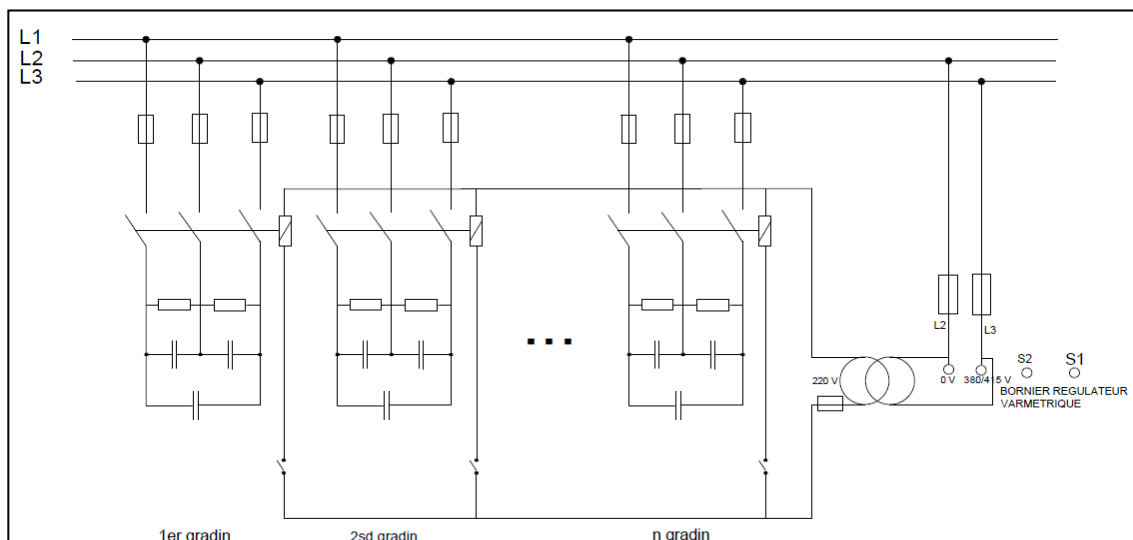 L1
L2
L3
L2
L3
220 V
0 V
380/415 V
S2
S1
BORNIER REGULATEUR
VARMETRIQUE
1er gradin
2sd gradin
n gradin